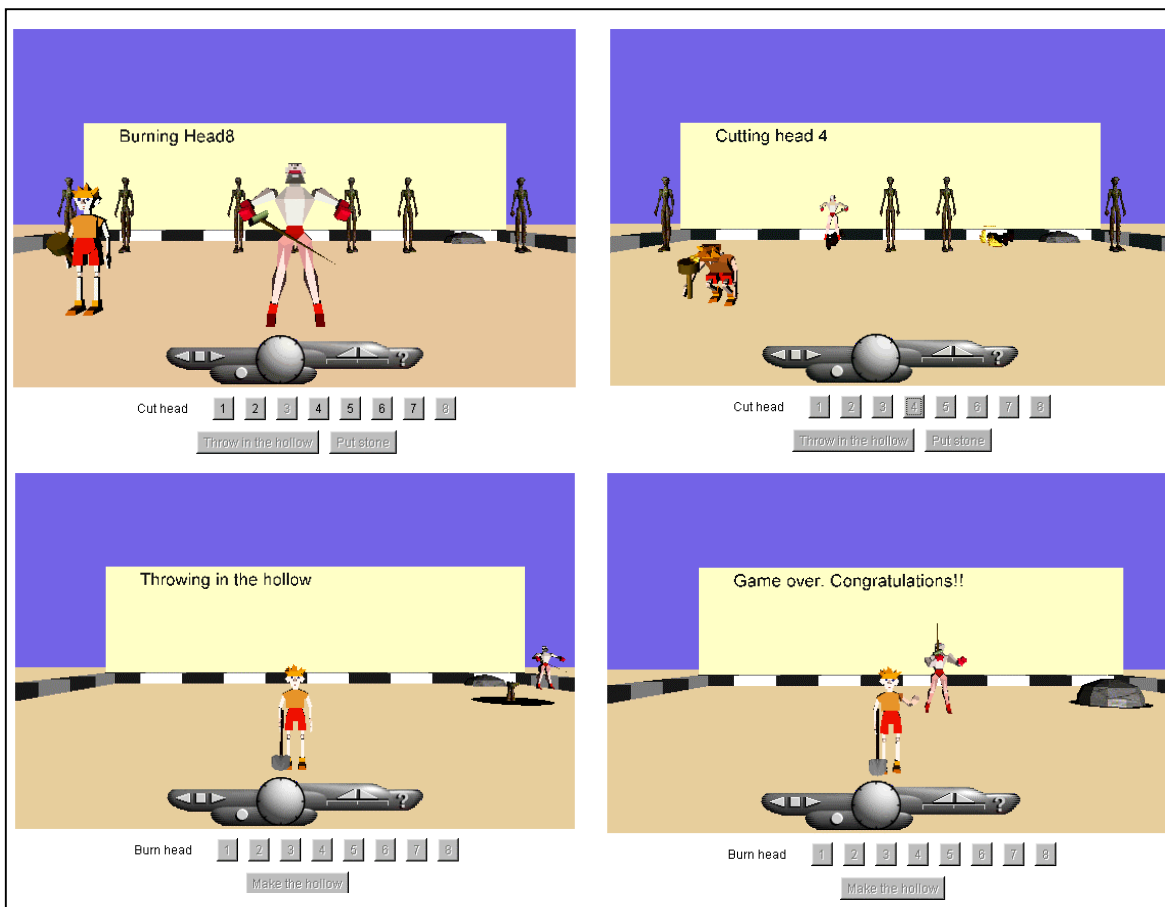 Burning Head8
Cut head 1 2 3 4 5 6 7 8
Throw in the hollow Put stone
Cutting head 4
Cut head 1 2 3 4 5 6 7 8
Throw in the hollow Put stone
Throwing in the hollow
?
Burn head 1 2 3 4 5 6 7 8
Make the hollow
Game over. Congratulations!!
?
Burn head 1 2 3 4 5 6 7 8
Make the hollow